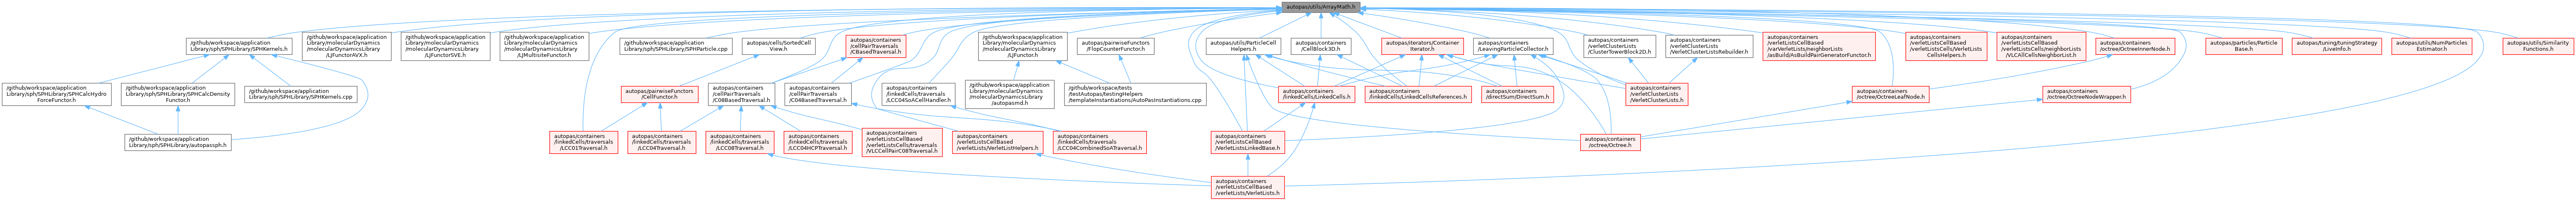 autopas/utils/ArrayMath.h
/github/workspace/application
Library/sph/SPHLibrary/SPHKernels.h
/github/workspace/application
Library/molecularDynamics
/molecularDynamicsLibrary
/LJFunctorAVX.h
/github/workspace/application
Library/molecularDynamics
/molecularDynamicsLibrary
/LJFunctorSVE.h
/github/workspace/application
Library/molecularDynamics
/molecularDynamicsLibrary
/LJMultisiteFunctor.h
/github/workspace/application
Library/sph/SPHLibrary/SPHParticle.cpp
autopas/cells/SortedCell
View.h
autopas/containers
/cellPairTraversals
/CBasedTraversal.h
/github/workspace/application
Library/molecularDynamics
/molecularDynamicsLibrary
/LJFunctor.h
autopas/pairwiseFunctors
/FlopCounterFunctor.h
autopas/utils/ParticleCell
Helpers.h
autopas/containers
/CellBlock3D.h
autopas/iterators/Container
Iterator.h
autopas/containers
/LeavingParticleCollector.h
autopas/containers
/verletClusterLists
/ClusterTowerBlock2D.h
autopas/containers
/verletClusterLists
/VerletClusterListsRebuilder.h
autopas/containers
/verletListsCellBased
/varVerletLists/neighborLists
/asBuild/AsBuildPairGeneratorFunctor.h
autopas/containers
/verletListsCellBased
/verletListsCells/VerletLists
CellsHelpers.h
autopas/containers
/verletListsCellBased
/verletListsCells/neighborLists
/VLCAllCellsNeighborList.h
autopas/containers
/octree/OctreeInnerNode.h
autopas/particles/Particle
Base.h
autopas/tuning/tuningStrategy
/LiveInfo.h
autopas/utils/NumParticles
Estimator.h
autopas/utils/Similarity
Functions.h
/github/workspace/application
Library/sph/SPHLibrary/SPHCalcHydro
ForceFunctor.h
/github/workspace/application
Library/sph/SPHLibrary/SPHCalcDensity
Functor.h
/github/workspace/application
Library/sph/SPHLibrary/SPHKernels.cpp
autopas/pairwiseFunctors
/CellFunctor.h
autopas/containers
/cellPairTraversals
/C08BasedTraversal.h
autopas/containers
/cellPairTraversals
/C04BasedTraversal.h
autopas/containers
/linkedCells/traversals
/LCC04SoACellHandler.h
/github/workspace/application
Library/molecularDynamics
/molecularDynamicsLibrary
/autopasmd.h
/github/workspace/tests
/testAutopas/testingHelpers
/templateInstantiations/AutoPasInstantiations.cpp
autopas/containers
/linkedCells/LinkedCells.h
autopas/containers
/linkedCells/LinkedCellsReferences.h
autopas/containers
/directSum/DirectSum.h
autopas/containers
/verletClusterLists
/VerletClusterLists.h
autopas/containers
/octree/OctreeLeafNode.h
autopas/containers
/octree/OctreeNodeWrapper.h
/github/workspace/application
Library/sph/SPHLibrary/autopassph.h
autopas/containers
/linkedCells/traversals
/LCC01Traversal.h
autopas/containers
/linkedCells/traversals
/LCC04Traversal.h
autopas/containers
/linkedCells/traversals
/LCC08Traversal.h
autopas/containers
/linkedCells/traversals
/LCC04HCPTraversal.h
autopas/containers
/verletListsCellBased
/verletListsCells/traversals
/VLCCellPairC08Traversal.h
autopas/containers
/verletListsCellBased
/verletLists/VerletListHelpers.h
autopas/containers
/linkedCells/traversals
/LCC04CombinedSoATraversal.h
autopas/containers
/verletListsCellBased
/VerletListsLinkedBase.h
autopas/containers
/octree/Octree.h
autopas/containers
/verletListsCellBased
/verletLists/VerletLists.h